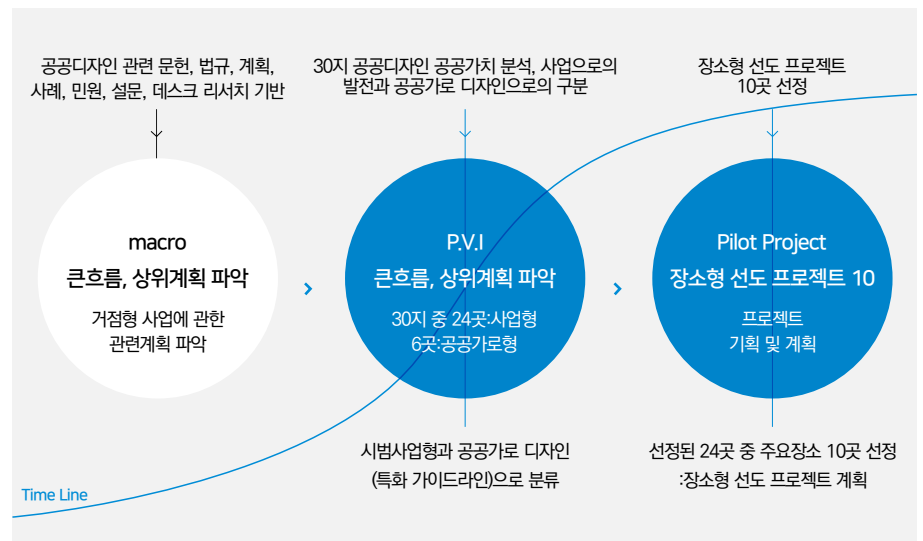 공공디자인 관련 문헌, 법규, 계획,
사례, 민원, 설문, 데스크 리서치 기반
30지 공공디자인 공공가치 분석, 사업으로의
발전과 공공가로 디자인으로의 구분
장소형 선도 프로젝트
10곳 선정
macro
큰흐름, 상위계획 파악
거점형 사업에 관한
관련계획 파악
P.V.I
큰흐름, 상위계획 파악
30지 중 24곳:사업형
6곳:공공가로형
Pilot Project
장소형 선도 프로젝트 10
프로젝트
기획 및 계획
시범사업형과 공공가로 디자인
(특화 가이드라인)으로 분류
선정된 24곳 중 주요장소 10곳 선정
:장소형 선도 프로젝트 계획
Time Line